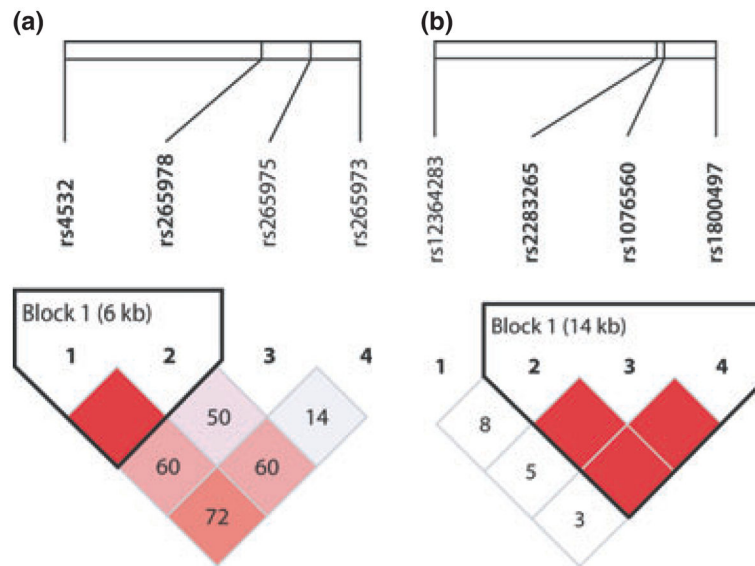 (a)
rs4532
rs265978
rs265975
rs265973
Block 1 (6 kb)
1 2 3 4
50 14
60 60
72
(b)
rs12364283
rs2283265
rs1076560
rs1800497
Block 1 (14 kb)
1 2 3 4
8
5
3